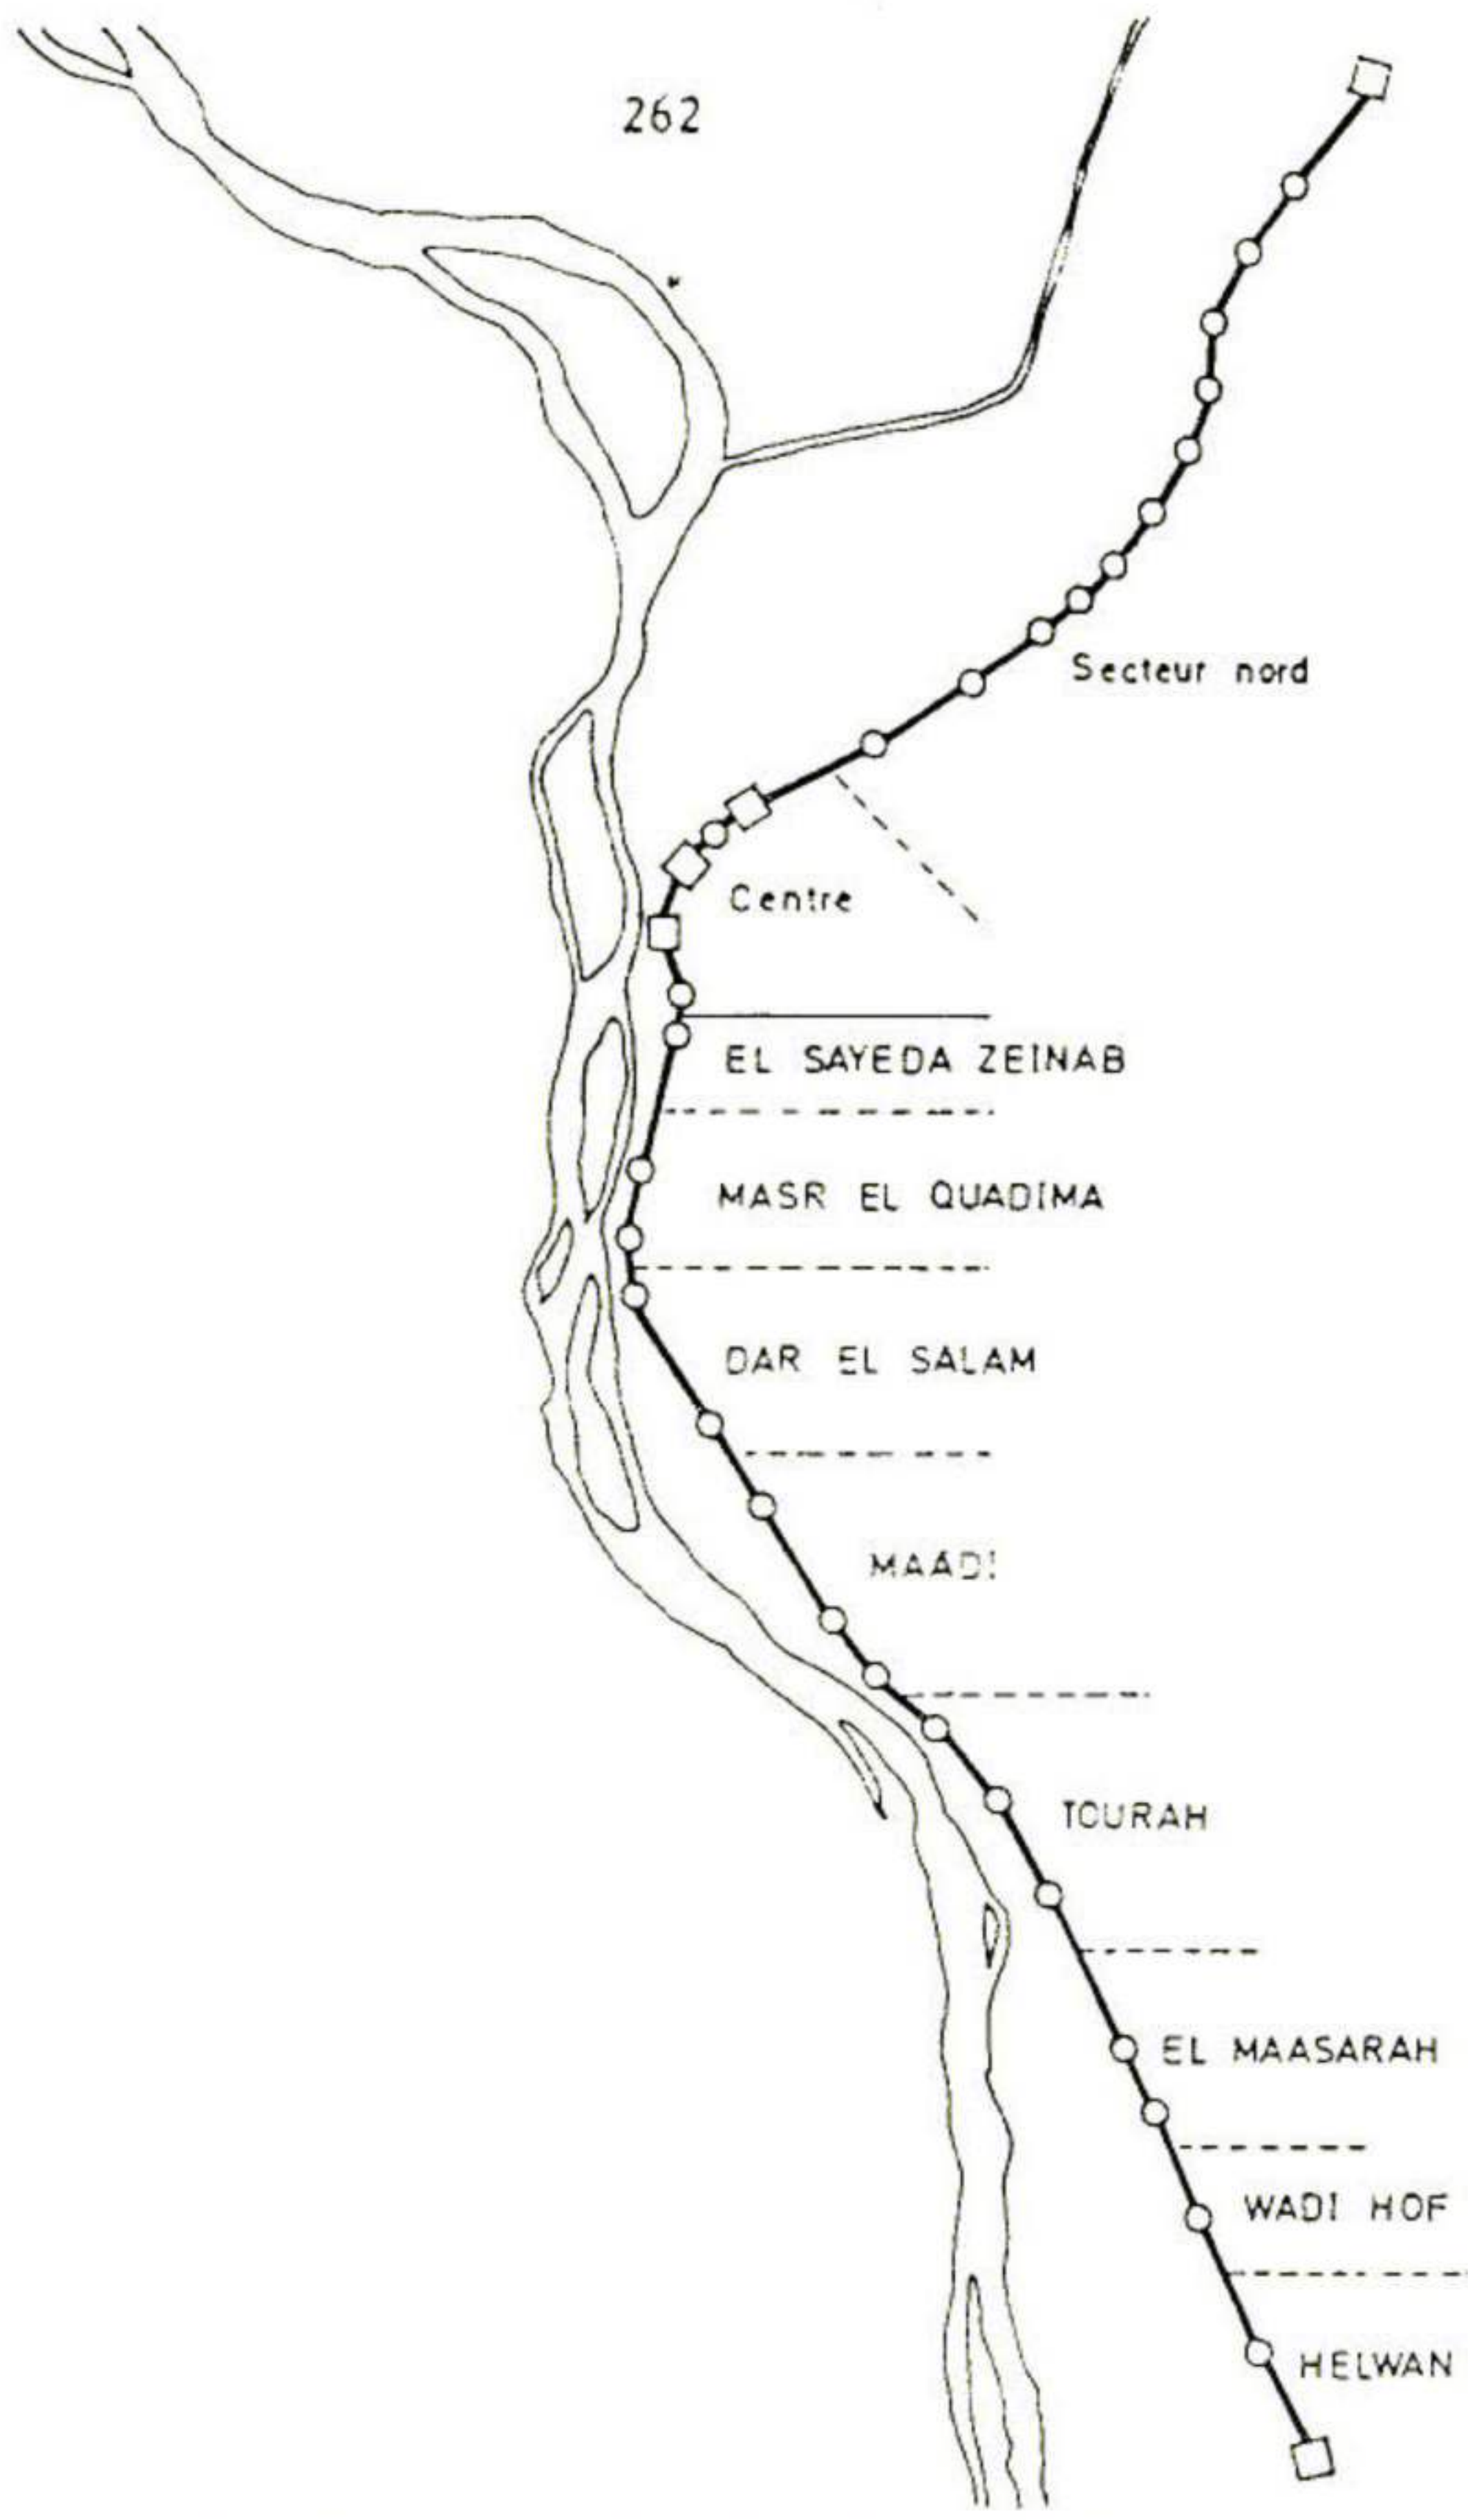 262
Secteur nord
Centre
EL SAYEDA ZEINAB
MASR EL QUADIMA
DAR EL SALAM
MAADI
TOURAH
EL MAASARAH
WADI HOF
HELWAN